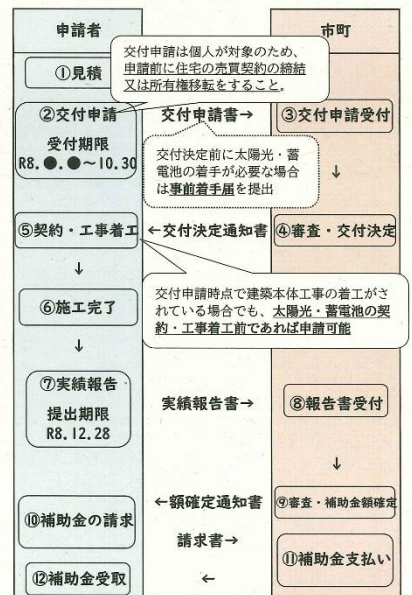 申請者
市町
交付申請は個人が対象のため、
申請前に住宅の売買契約の締結
又は所有権移転をすること。
①見積
②交付申請
受付期限
R8.●.●～10.30
交付申請書→
③交付申請受付
交付決定前に太陽光・蓄
電池の着手が必要な場合
は事前着手届を提出
↓
⑤契約・工事着工
←交付決定通知書
④審査・交付決定
↓
交付申請時点で建築本体工事の着工がさ
れている場合でも、太陽光・蓄電池の契
約・工事着工前であれば申請可能
⑥施工完了
↓
⑦実績報告
提出期限
R8.12.28
実績報告書→
⑧報告書受付
↓
←額確定通知書
⑨審査・補助金額確定
⑩補助金の請求
請求書→
⑪補助金支払い
⑫補助金受取
←